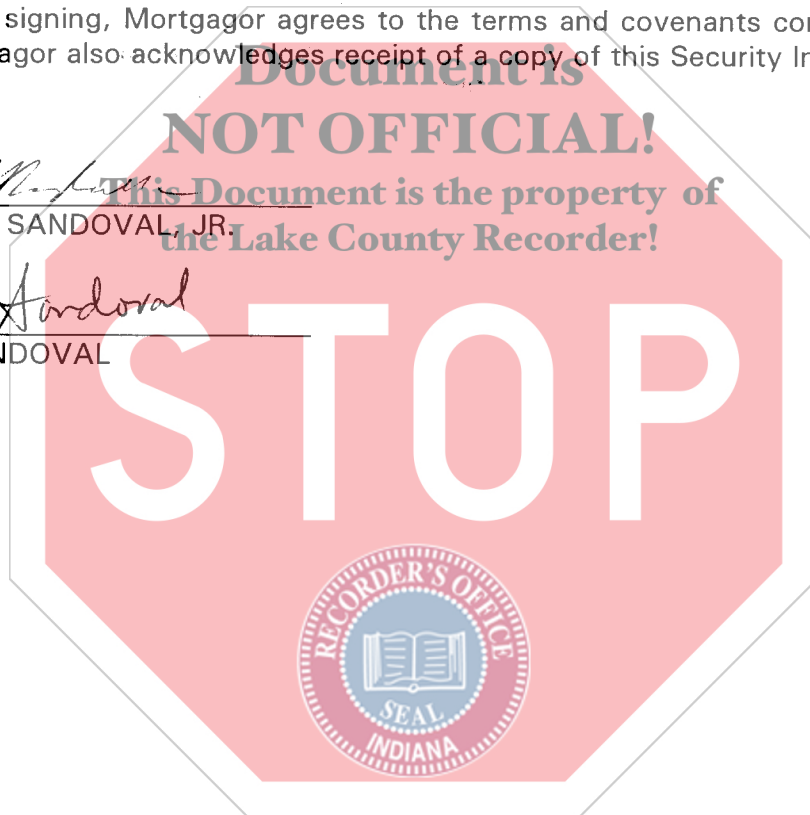 signing, Mortgagor agrees to the terms and covenants co
agor also acknowledges receipt of a copy of this Security I
Document is
NOT OFFICIAL!
This Document is the property of
the Lake County Recorder!
SANDOVAL, JR.
Sandoval
NDOVAL
STOP
RECORDER'S OFFICE
SEAL
INDIANA